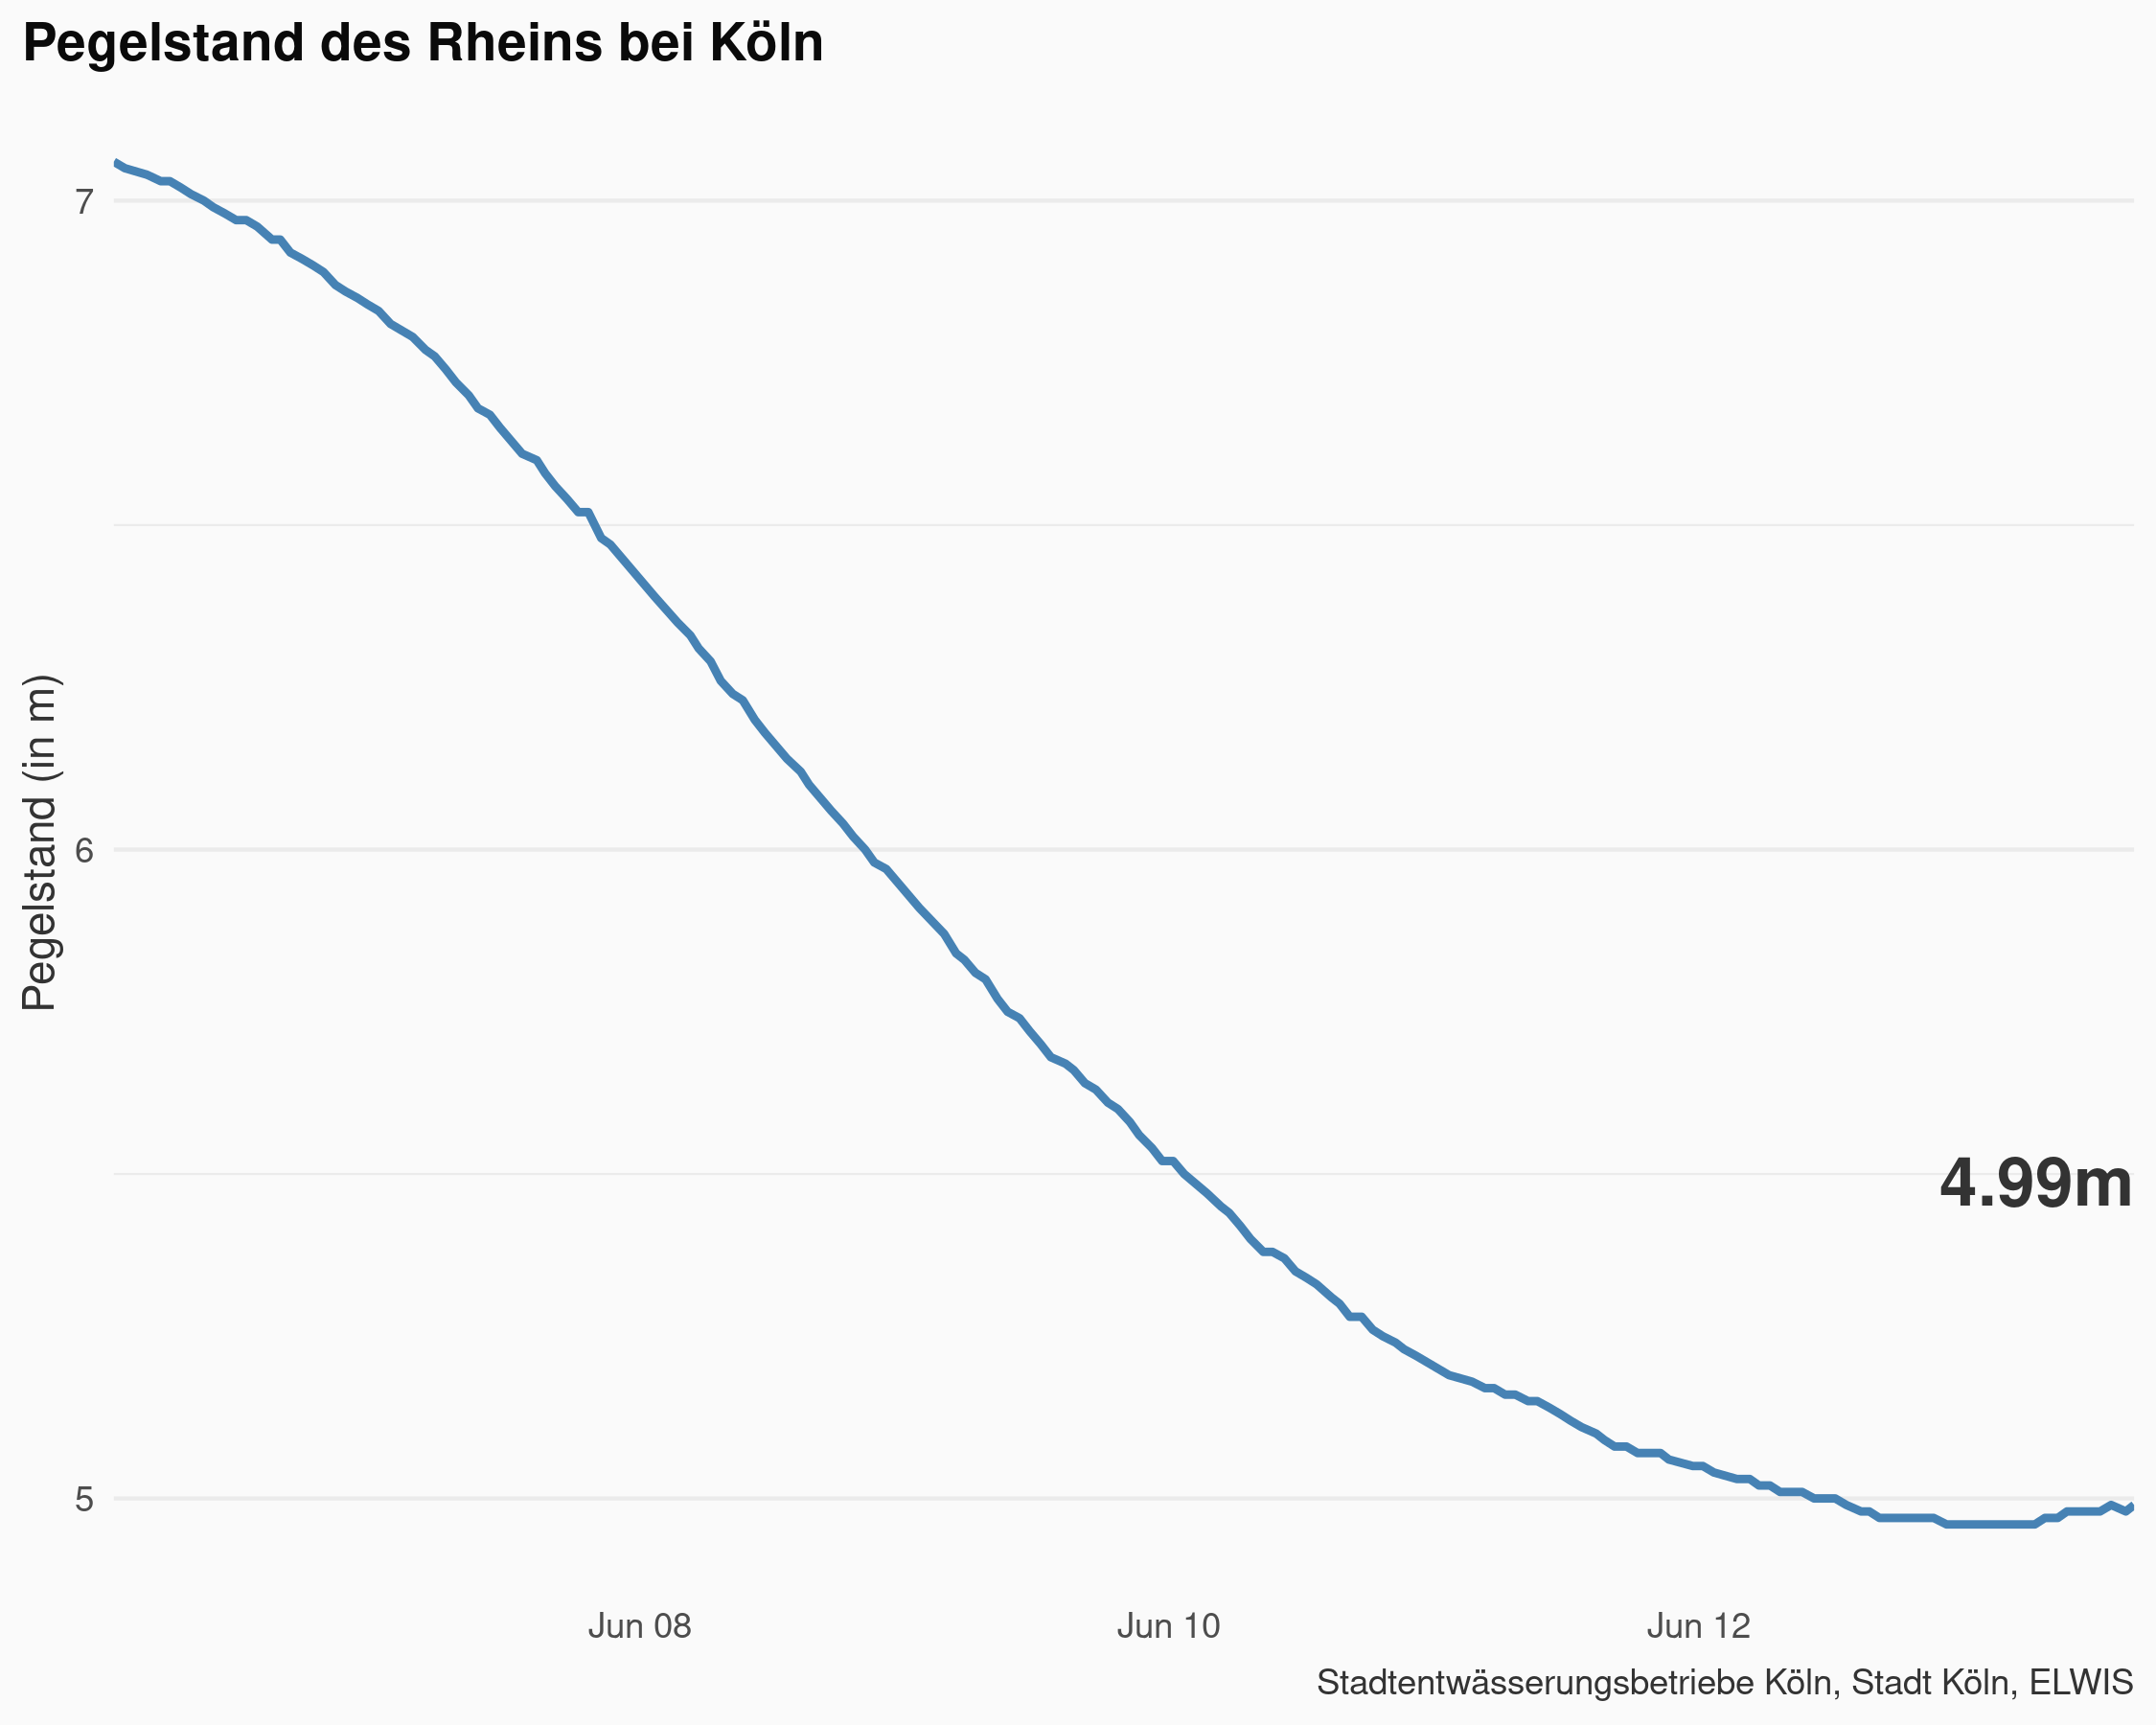 Pegelstand des Rheins bei Köln
Pegelstand (in m)
7
6
5
4.99m
Jun 08
Jun 10
Jun 12
Stadtentwässerungsbetriebe Köln, Stadt Köln, ELWIS